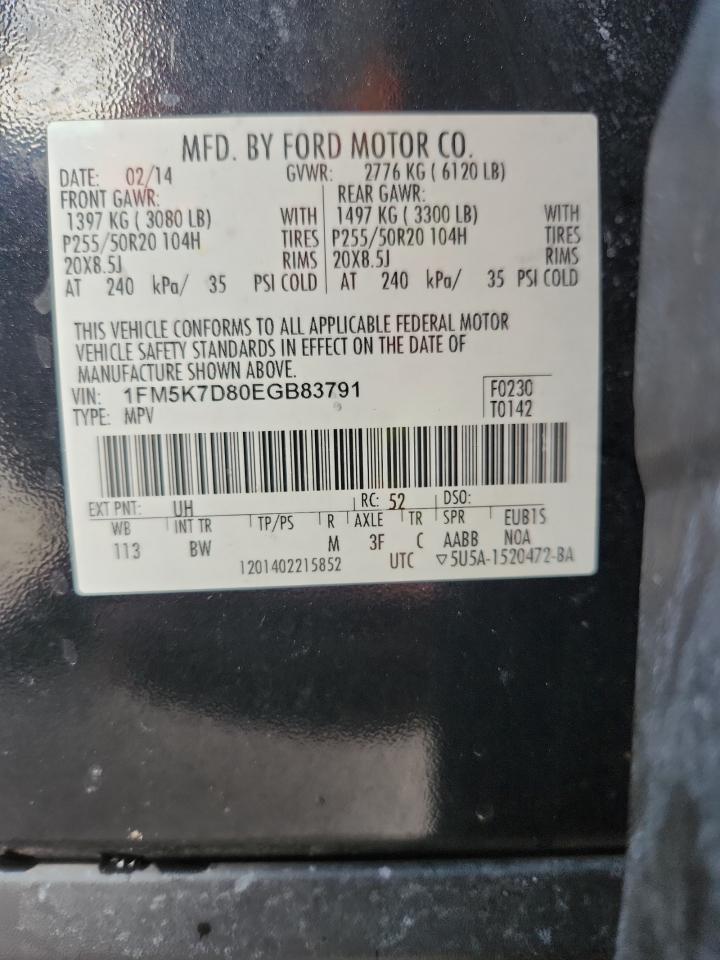 MFD. BY FORD MOTOR CO.
DATE: 02/14 GVWR: 2776 KG ( 6120 LB)
FRONT GAWR: REAR GAWR:
1397 KG ( 3080 LB) WITH 1497 KG ( 3300 LB) WITH
P255/50R20 104H TIRES P255/50R20 104H TIRES
20X8.5J RIMS 20X8.5J RIMS
AT 240 kPa/ 35 PSI COLD AT 240 kPa/ 35 PSI COLD
THIS VEHICLE CONFORMS TO ALL APPLICABLE FEDERAL MOTOR
VEHICLE SAFETY STANDARDS IN EFFECT ON THE DATE OF
MANUFACTURE SHOWN ABOVE.
VIN: 1FM5K7D80EGB83791 F0230
TYPE: MPV T0142
EXT PNT: UH RC: 52 DSO:
WB INT TR TP/PS R AXLE TR SPR EUB1S
113 BW M 3F C AABB NOA
1201402215852 UTC ▽5U5A-1520472-BA